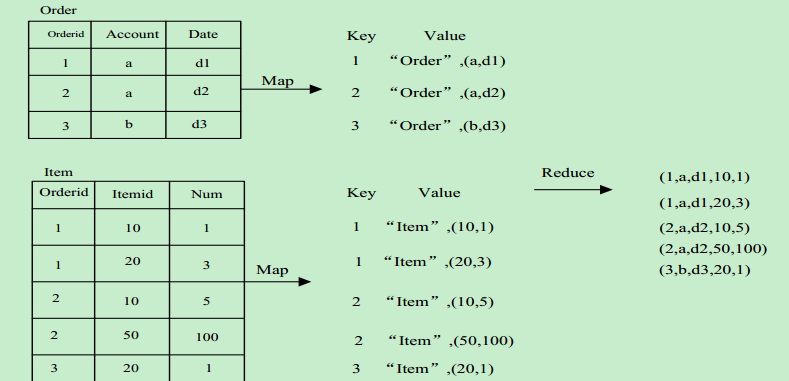 Order
Orderid Account Date
1 a d1
2 a d2
3 b d3
Map
Key Value
1 “Order” ,(a,d1)
2 “Order” ,(a,d2)
3 “Order” ,(b,d3)
Item
Orderid Itemid Num
1 10 1
1 20 3
2 10 5
2 50 100
3 20 1
Map
Key Value
1 “Item” ,(10,1)
1 “Item” ,(20,3)
2 “Item” ,(10,5)
2 “Item” ,(50,100)
3 “Item” ,(20,1)
Reduce
(1,a,d1,10,1)
(1,a,d1,20,3)
(2,a,d2,10,5)
(2,a,d2,50,100)
(3,b,d3,20,1)